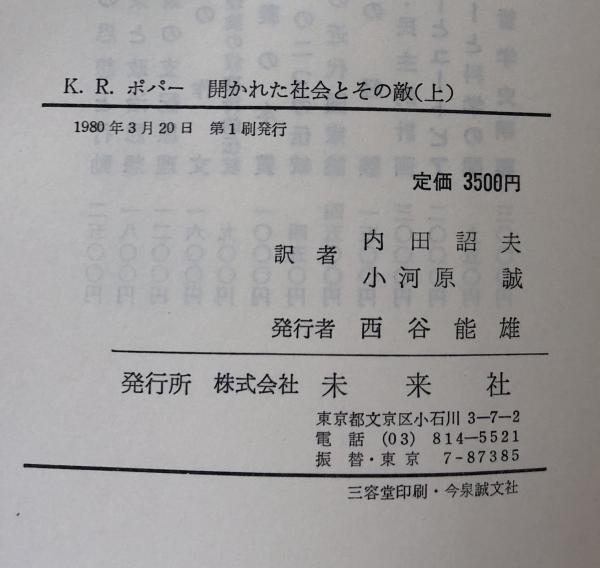 K. R. ポパー 開かれた社会とその敵(上)
1980年3月20日 第1刷発行
定価 3500円
訳者 内田詔夫
小河原誠
発行者 西谷能雄
発行所 株式会社 未来社
東京都文京区小石川 3-7-2
電話 (03) 814-5521
振替・東京 7-87385
三容堂印刷・今泉誠文社